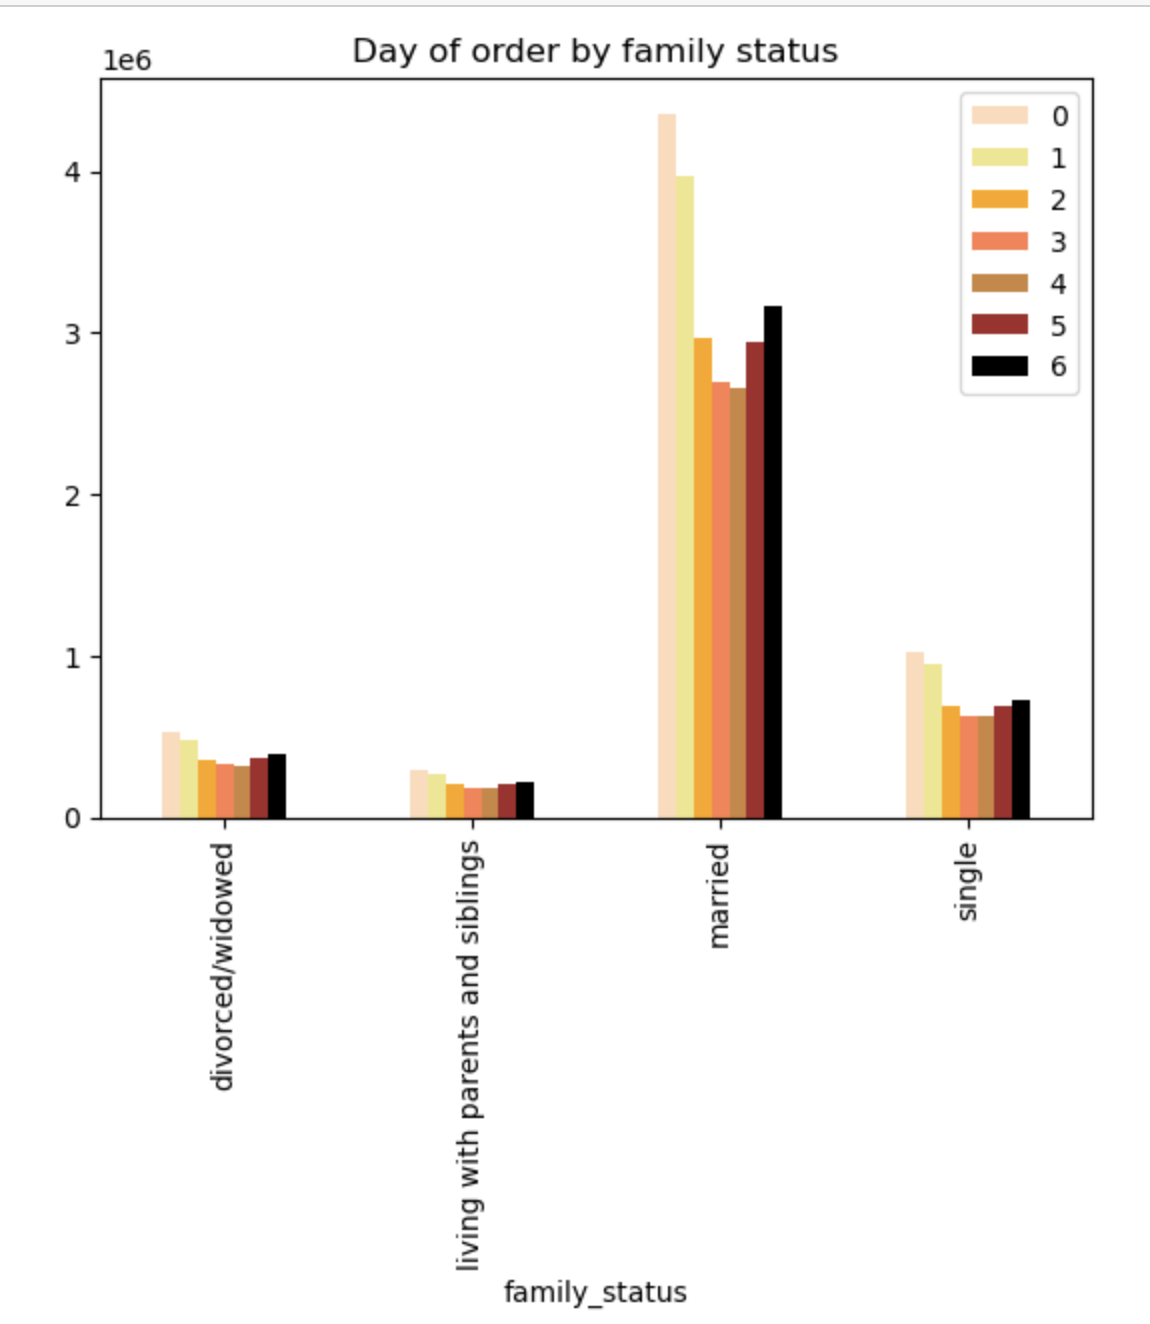 Day of order by family status
1e6
4
3
2
1
0
0
1
2
3
4
5
6
divorced/widowed
living with parents and siblings
married
single
family_status